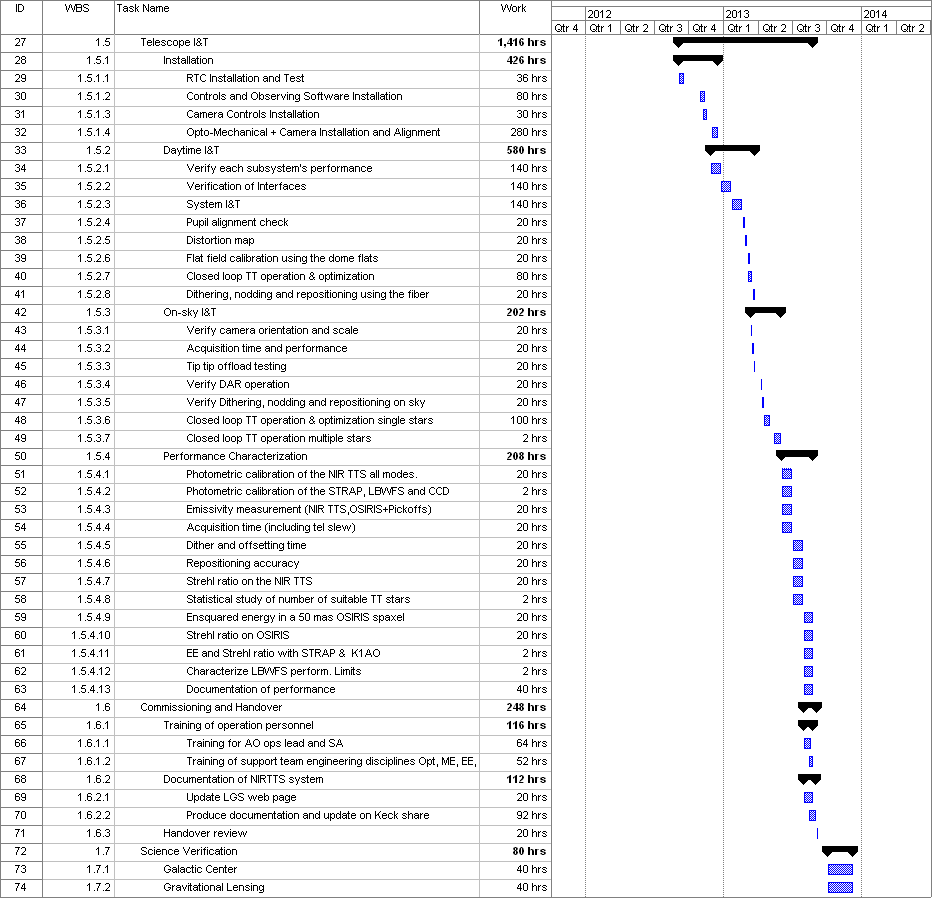 ID WBS Task Name Work 2012 2013 2014
Qtr 4 Qtr 1 Qtr 2 Qtr 3 Qtr 4 Qtr 1 Qtr 2 Qtr 3 Qtr 4 Qtr 1 Qtr 2
27 1.5 Telescope I&T 1,416 hrs
28 1.5.1 Installation 426 hrs
29 1.5.1.1 RTC Installation and Test 36 hrs
30 1.5.1.2 Controls and Observing Software Installation 80 hrs
31 1.5.1.3 Camera Controls Installation 30 hrs
32 1.5.1.4 Opto-Mechanical + Camera Installation and Alignment 280 hrs
33 1.5.2 Daytime I&T 580 hrs
34 1.5.2.1 Verify each subsystem's performance 140 hrs
35 1.5.2.2 Verification of Interfaces 140 hrs
36 1.5.2.3 System I&T 140 hrs
37 1.5.2.4 Pupil alignment check 20 hrs
38 1.5.2.5 Distortion map 20 hrs
39 1.5.2.6 Flat field calibration using the dome flats 20 hrs
40 1.5.2.7 Closed loop TT operation & optimization 80 hrs
41 1.5.2.8 Dithering, nodding and repositioning using the fiber 20 hrs
42 1.5.3 On-sky I&T 202 hrs
43 1.5.3.1 Verify camera orientation and scale 20 hrs
44 1.5.3.2 Acquisition time and performance 20 hrs
45 1.5.3.3 Tip tip offload testing 20 hrs
46 1.5.3.4 Verify DAR operation 20 hrs
47 1.5.3.5 Verify Dithering, nodding and repositioning on sky 20 hrs
48 1.5.3.6 Closed loop TT operation & optimization single stars 100 hrs
49 1.5.3.7 Closed loop TT operation multiple stars 2 hrs
50 1.5.4 Performance Characterization 208 hrs
51 1.5.4.1 Photometric calibration of the NIR TTS all modes. 20 hrs
52 1.5.4.2 Photometric calibration of the STRAP, LBWFS and CCD 2 hrs
53 1.5.4.3 Emissivity measurement (NIR TTS,OSIRIS+Pickoffs) 20 hrs
54 1.5.4.4 Acquisition time (including tel slew) 20 hrs
55 1.5.4.5 Dither and offsetting time 20 hrs
56 1.5.4.6 Repositioning accuracy 20 hrs
57 1.5.4.7 Strehl ratio on the NIR TTS 20 hrs
58 1.5.4.8 Statistical study of number of suitable TT stars 2 hrs
59 1.5.4.9 Ensquared energy in a 50 mas OSIRIS spaxel 20 hrs
60 1.5.4.10 Strehl ratio on OSIRIS 20 hrs
61 1.5.4.11 EE and Strehl ratio with STRAP & K1AO 2 hrs
62 1.5.4.12 Characterize LBWFS perform. Limits 2 hrs
63 1.5.4.13 Documentation of performance 40 hrs
64 1.6 Commissioning and Handover 248 hrs
65 1.6.1 Training of operation personnel 116 hrs
66 1.6.1.1 Training for AO ops lead and SA 64 hrs
67 1.6.1.2 Training of support team engineering disciplines Opt, ME, EE, 52 hrs
68 1.6.2 Documentation of NIRTTS system 112 hrs
69 1.6.2.1 Update LGS web page 20 hrs
70 1.6.2.2 Produce documentation and update on Keck share 92 hrs
71 1.6.3 Handover review 20 hrs
72 1.7 Science Verification 80 hrs
73 1.7.1 Galactic Center 40 hrs
74 1.7.2 Gravitational Lensing 40 hrs